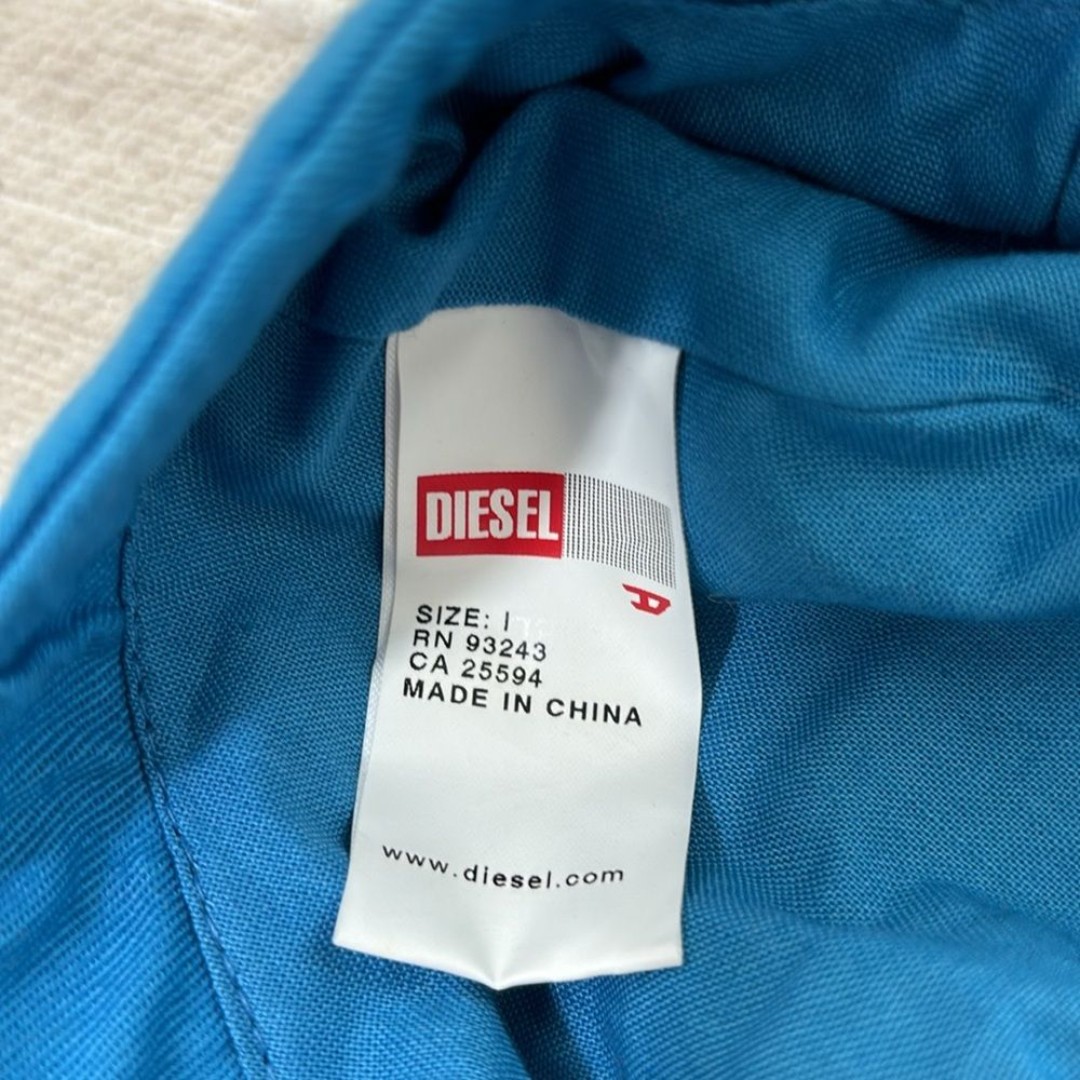 DIESEL
A
SIZE: I
RN 93243
CA 25594
MADE IN CHINA
www.diesel.com